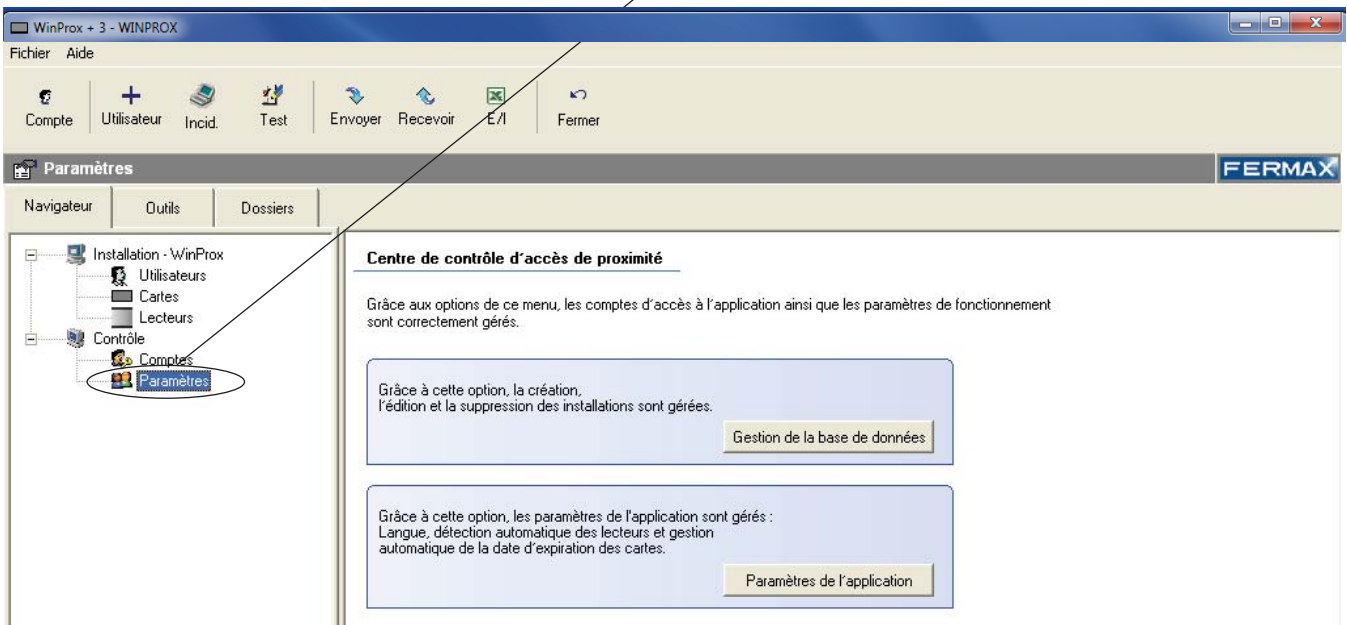 WinProx + 3 - WINPROX
Fichier Aide
Compte Utilisateur Incid. Test Envoyer Recevoir E/I Fermer
Paramètres FERMAX
Navigateur Outils Dossiers
Installation - WinProx
Utilisateurs
Cartes
Lecteurs
Contrôle
Comptes
Paramètres
Centre de contrôle d´accès de proximité
Grâce aux options de ce menu, les comptes d´accès à l´application ainsi que les paramètres de fonctionnement
sont correctement gérés.
Grâce à cette option, la création,
l´édition et la suppression des installations sont gérées.
Gestion de la base de données
Grâce à cette option, les paramètres de l'application sont gérés :
Langue, détection automatique des lecteurs et gestion
automatique de la date d´expiration des cartes.
Paramètres de l´application